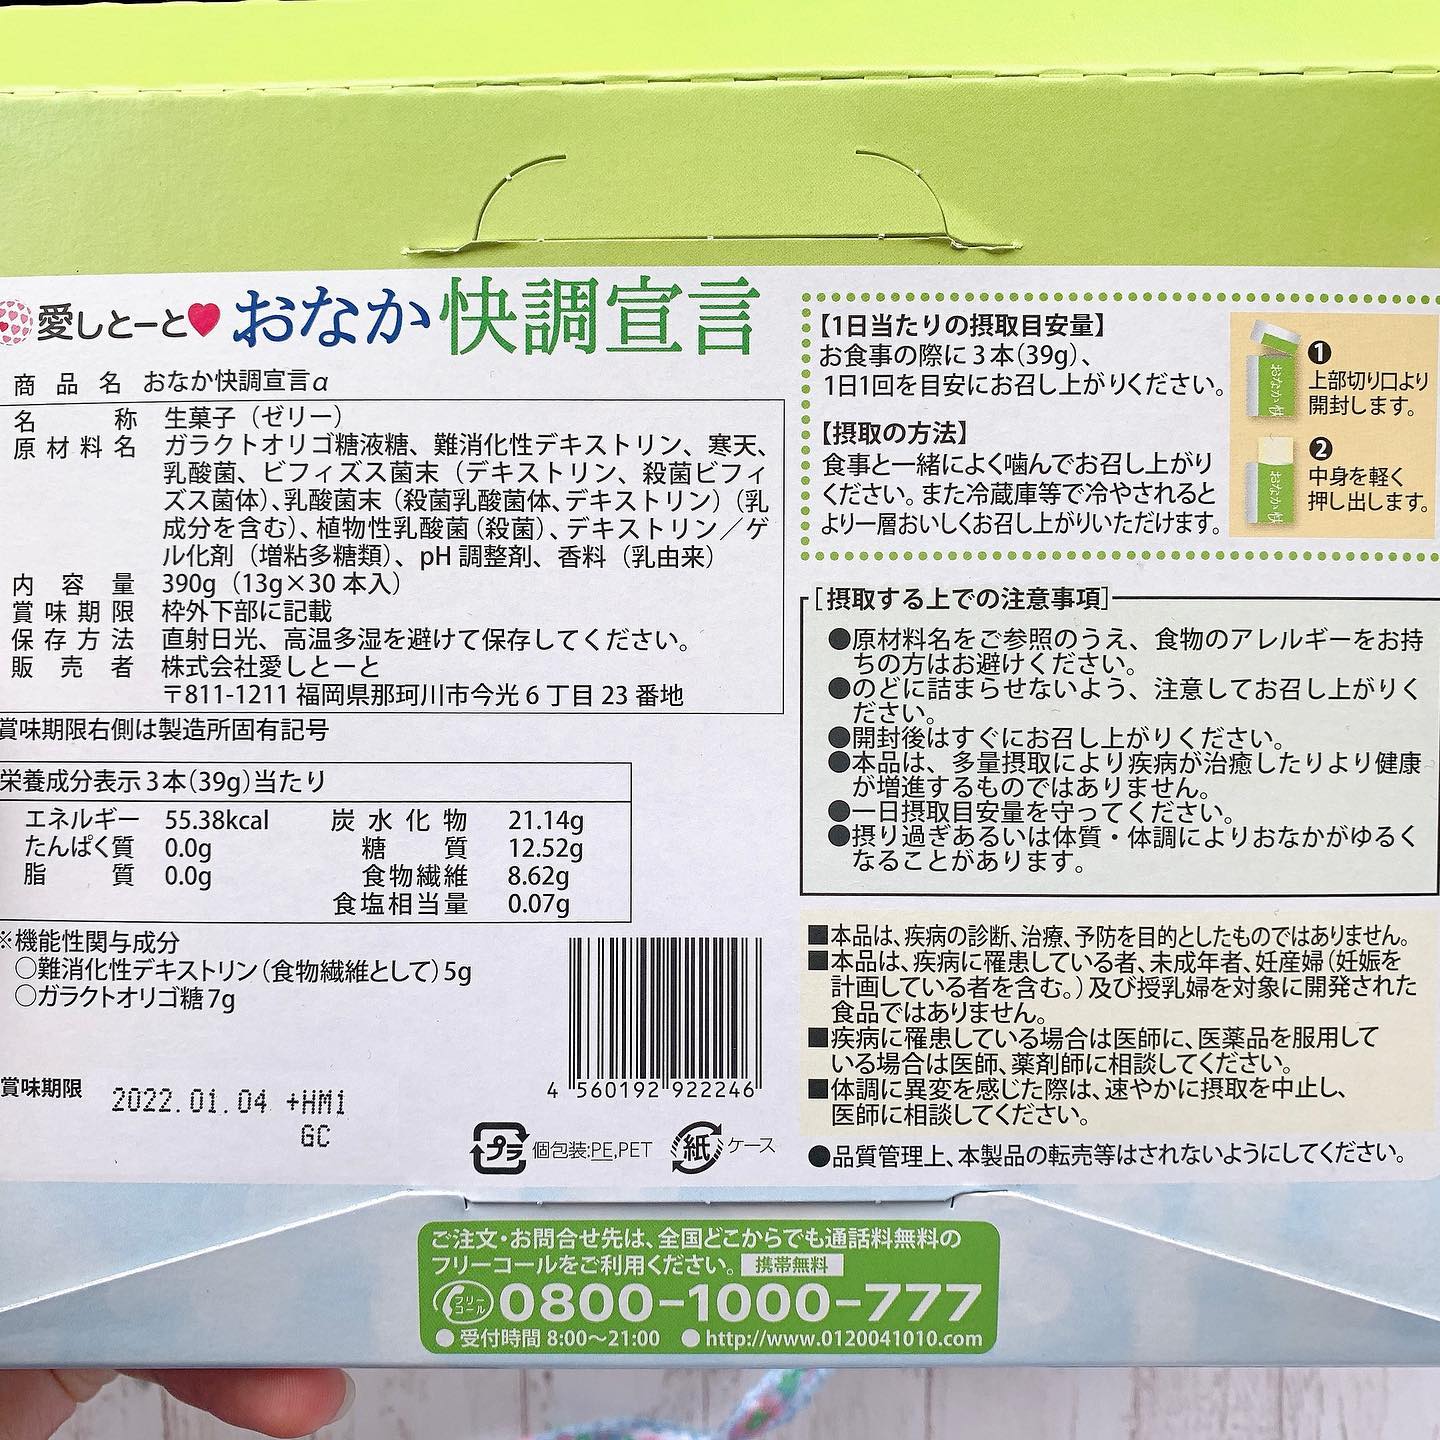 愛しとーと おなか快調宣言
商品名 おなか快調宣言α
名称 生菓子（ゼリー）
原材料名 ガラクトオリゴ糖液糖、難消化性デキストリン、寒天、
乳酸菌、ビフィズス菌末（デキストリン、殺菌ビフィ
ズス菌体）、乳酸菌末（殺菌乳酸菌体、デキストリン）（乳
成分を含む）、植物性乳酸菌（殺菌）、デキストリン／ゲ
ル化剤（増粘多糖類）、pH調整剤、香料（乳由来）
内容量 390g（13g×30本入）
賞味期限 枠外下部に記載
保存方法 直射日光、高温多湿を避けて保存してください。
販売者 株式会社愛しとーと
〒811-1211 福岡県那珂川市今光6丁目23番地
賞味期限右側は製造所固有記号
栄養成分表示3本（39g）当たり
エネルギー 55.38kcal 炭水化物 21.14g
たんぱく質 0.0g 糖質 12.52g
脂質 0.0g 食物繊維 8.62g
食塩相当量 0.07g
※機能性関与成分
○難消化性デキストリン（食物繊維として）5g
○ガラクトオリゴ糖7g
賞味期限 2022.01.04 +HM1
GC
4 560192 922246
プラ 個包装:PE,PET 紙 ケース
【1日当たりの摂取目安量】
お食事の際に3本（39g）、
1日1回を目安にお召し上がりください。
【摂取の方法】
食事と一緒によく噛んでお召し上がり
ください。また冷蔵庫等で冷やされると
より一層おいしくお召し上がりいただけます。
おなか快
❶
上部切り口より
開封します。
おなか快
❷
中身を軽く
押し出します。
［摂取する上での注意事項］
●原材料名をご参照のうえ、食物のアレルギーをお持
ちの方はお避けください。
●のどに詰まらせないよう、注意してお召し上がりく
ださい。
●開封後はすぐにお召し上がりください。
●本品は、多量摂取により疾病が治癒したりより健康
が増進するものではありません。
●一日摂取目安量を守ってください。
●摂り過ぎあるいは体質・体調によりおなかがゆるく
なることがあります。
■本品は、疾病の診断、治療、予防を目的としたものではありません。
■本品は、疾病に罹患している者、未成年者、妊産婦（妊娠を
計画している者を含む。）及び授乳婦を対象に開発された
食品ではありません。
■疾病に罹患している場合は医師に、医薬品を服用して
いる場合は医師、薬剤師に相談してください。
■体調に異変を感じた際は、速やかに摂取を中止し、
医師に相談してください。
●品質管理上、本製品の転売等はされないようにしてください。
ご注文・お問合せ先は、全国どこからでも通話料無料の
フリーコールをご利用ください。 携帯無料
フリーコール 0800-1000-777
●受付時間 8:00〜21:00 ●http://www.0120041010.com